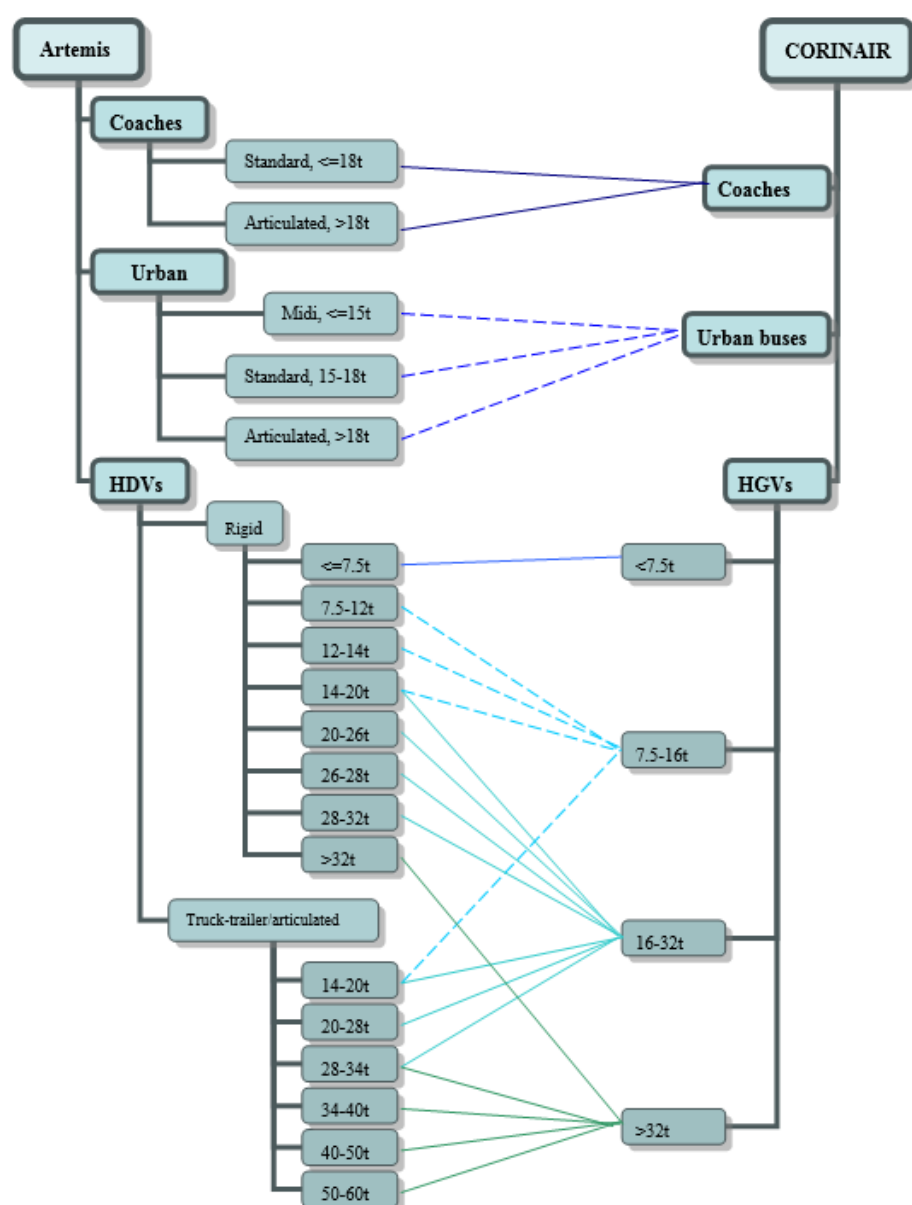 Artemis
CORINAIR
Coaches
Standard, <=18t
Articulated, >18t
Coaches
Urban
Midi, <=15t
Standard, 15-18t
Articulated, >18t
Urban buses
HDVs
HGVs
Rigid
<=7.5t
7.5-12t
12-14t
14-20t
20-26t
26-28t
28-32t
>32t
<7.5t
7.5-16t
Truck-trailer/articulated
14-20t
20-28t
28-34t
34-40t
40-50t
50-60t
16-32t
>32t